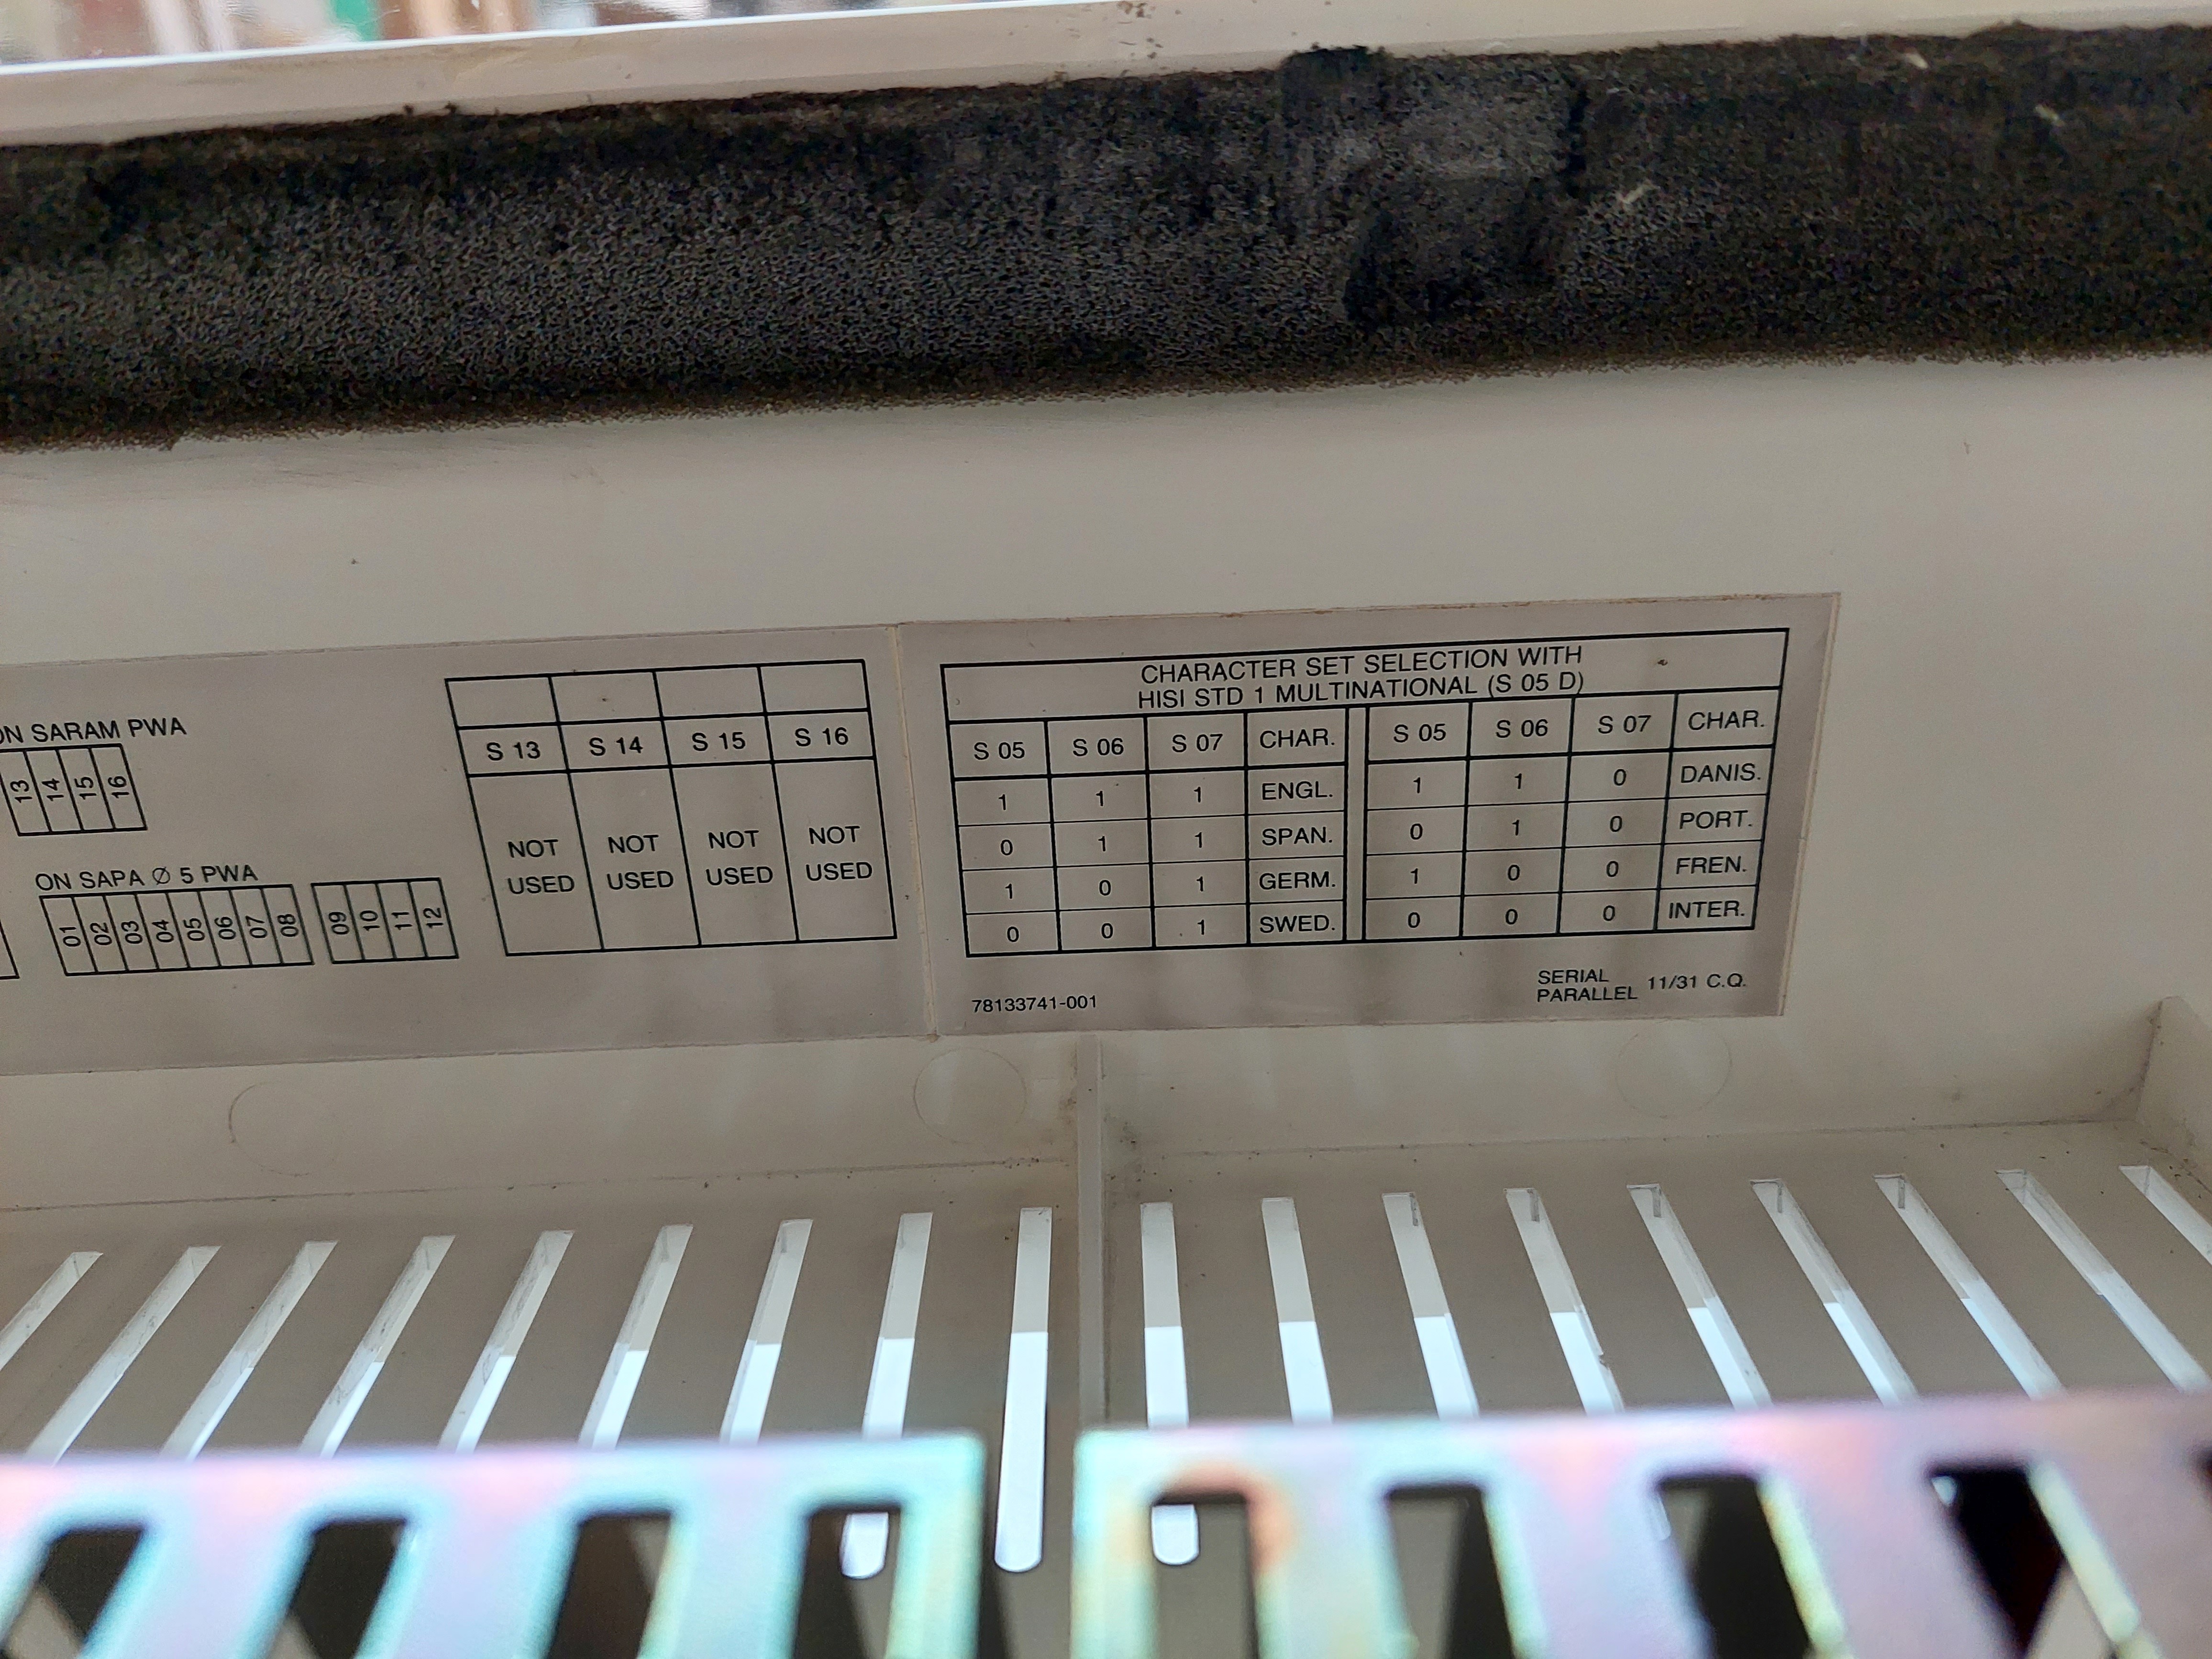 ON SARAM PWA
13 14 15 16
ON SAPA Ø 5 PWA
01 02 03 04 05 06 07 08 09 10 11 12
S 13 S 14 S 15 S 16
NOT NOT NOT NOT
USED USED USED USED
CHARACTER SET SELECTION WITH
HISI STD 1 MULTINATIONAL (S 05 D)
S 05 S 06 S 07 CHAR. S 05 S 06 S 07 CHAR.
1 1 1 ENGL. 1 1 0 DANIS.
0 1 1 SPAN. 0 1 0 PORT.
1 0 1 GERM. 1 0 0 FREN.
0 0 1 SWED. 0 0 0 INTER.
78133741-001
SERIAL
PARALLEL 11/31 C.Q.